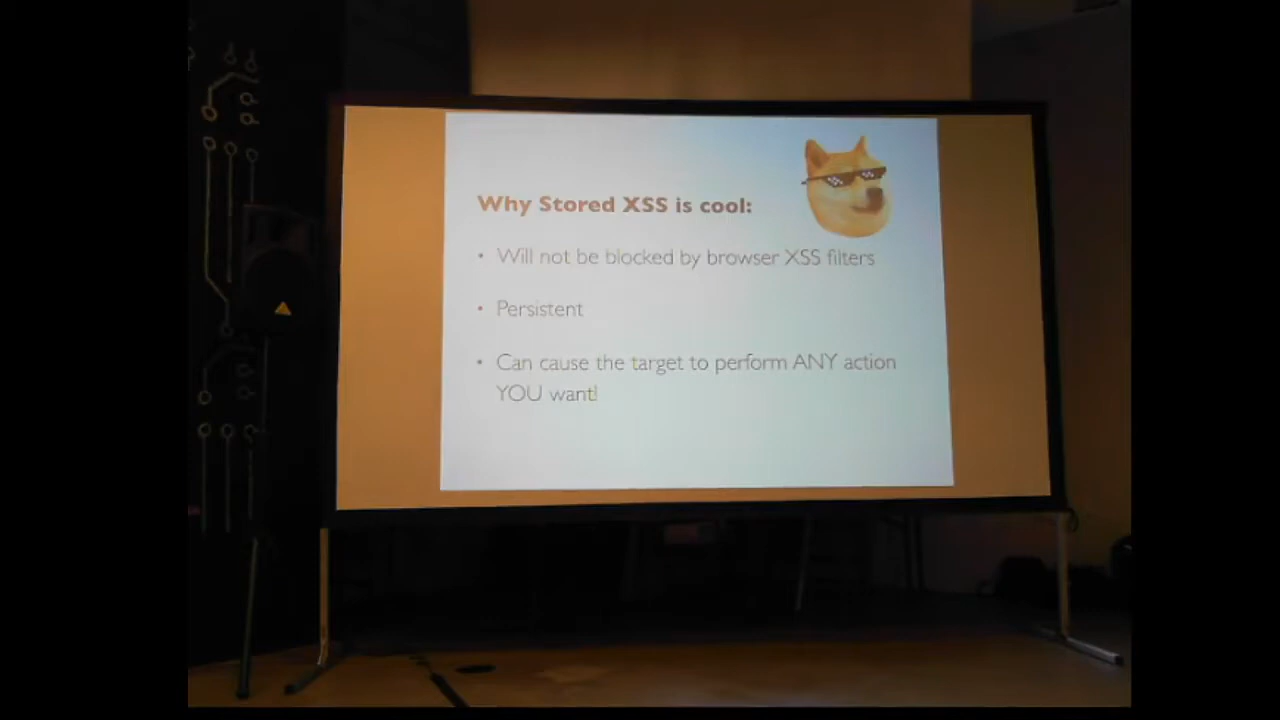 Why Stored XSS is cool:
• Will not be blocked by browser XSS filters
• Persistent
• Can cause the target to perform ANY action
YOU want!